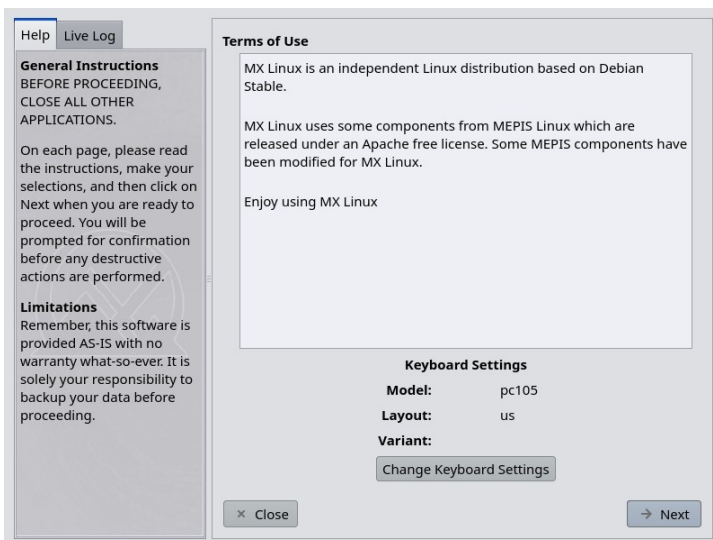 Help
Live Log
General Instructions
BEFORE PROCEEDING,
CLOSE ALL OTHER
APPLICATIONS.
On each page, please read
the instructions, make your
selections, and then click on
Next when you are ready to
proceed. You will be
prompted for confirmation
before any destructive
actions are performed.
Limitations
Remember, this software is
provided AS-IS with no
warranty what-so-ever. It is
solely your responsibility to
backup your data before
proceeding.
Terms of Use
MX Linux is an independent Linux distribution based on Debian
Stable.
MX Linux uses some components from MEPIS Linux which are
released under an Apache free license. Some MEPIS components have
been modified for MX Linux.
Enjoy using MX Linux
Keyboard Settings
Model: pc105
Layout: us
Variant:
Change Keyboard Settings
Close
Next